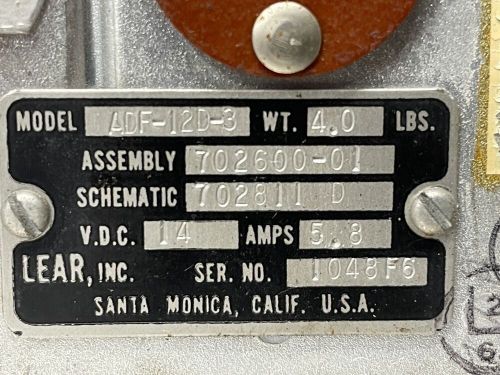 MODEL ADF-12D-3 WT. 4.0 LBS.
ASSEMBLY 702600-01
SCHEMATIC 702811 D
V.D.C. 14 AMPS 5.8
LEAR, INC. SER. NO. 1048F6
SANTA MONICA, CALIF. U.S.A.